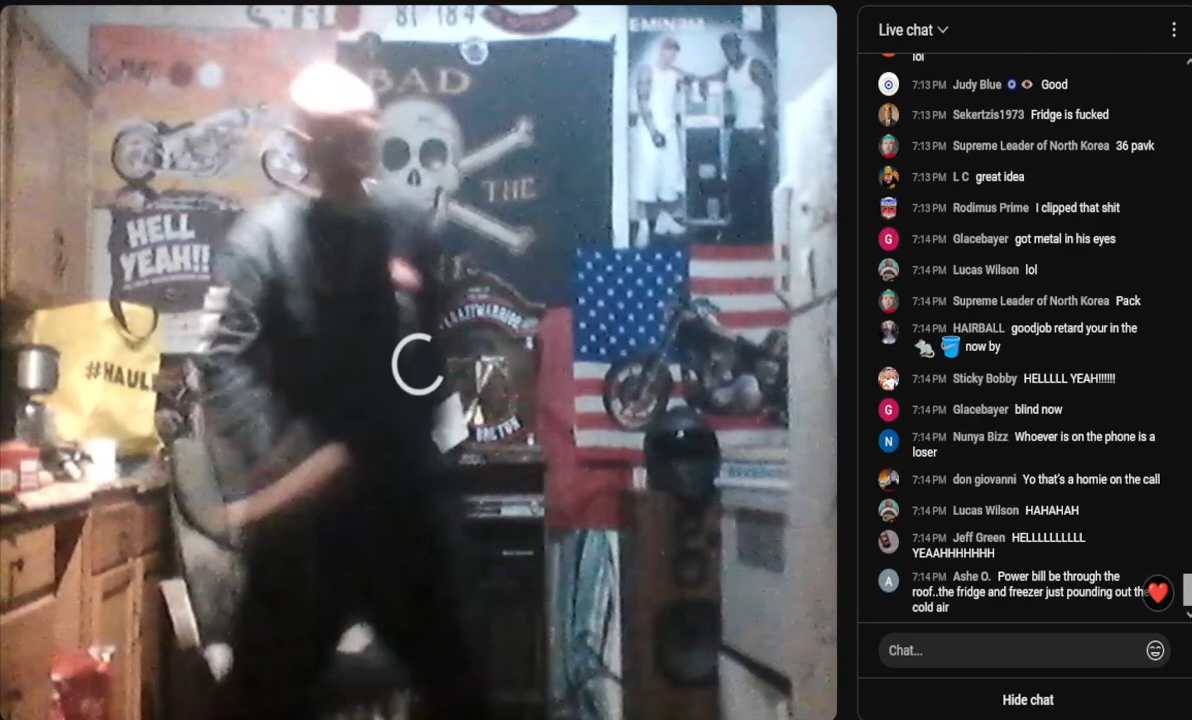 81 184
EMINEM
BAD
THE
HELL
YEAH!!
#HAUL
Live chat
lol
7:13 PM Judy Blue Good
7:13 PM Sekertzis1973 Fridge is fucked
7:13 PM Supreme Leader of North Korea 36 pavk
7:13 PM L C great idea
7:13 PM Rodimus Prime I clipped that shit
G 7:14 PM Glacebayer got metal in his eyes
7:14 PM Lucas Wilson lol
7:14 PM Supreme Leader of North Korea Pack
7:14 PM HAIRBALL goodjob retard your in the
🐀 🪣 now by
7:14 PM Sticky Bobby HELLLLL YEAH!!!!!!
G 7:14 PM Glacebayer blind now
N 7:14 PM Nunya Bizz Whoever is on the phone is a
loser
7:14 PM don giovanni Yo that's a homie on the call
7:14 PM Lucas Wilson HAHAHAH
7:14 PM Jeff Green HELLLLLLLLLL
YEAAHHHHHHH
A 7:14 PM Ashe O. Power bill be through the
roof..the fridge and freezer just pounding out the
cold air
Chat...
Hide chat